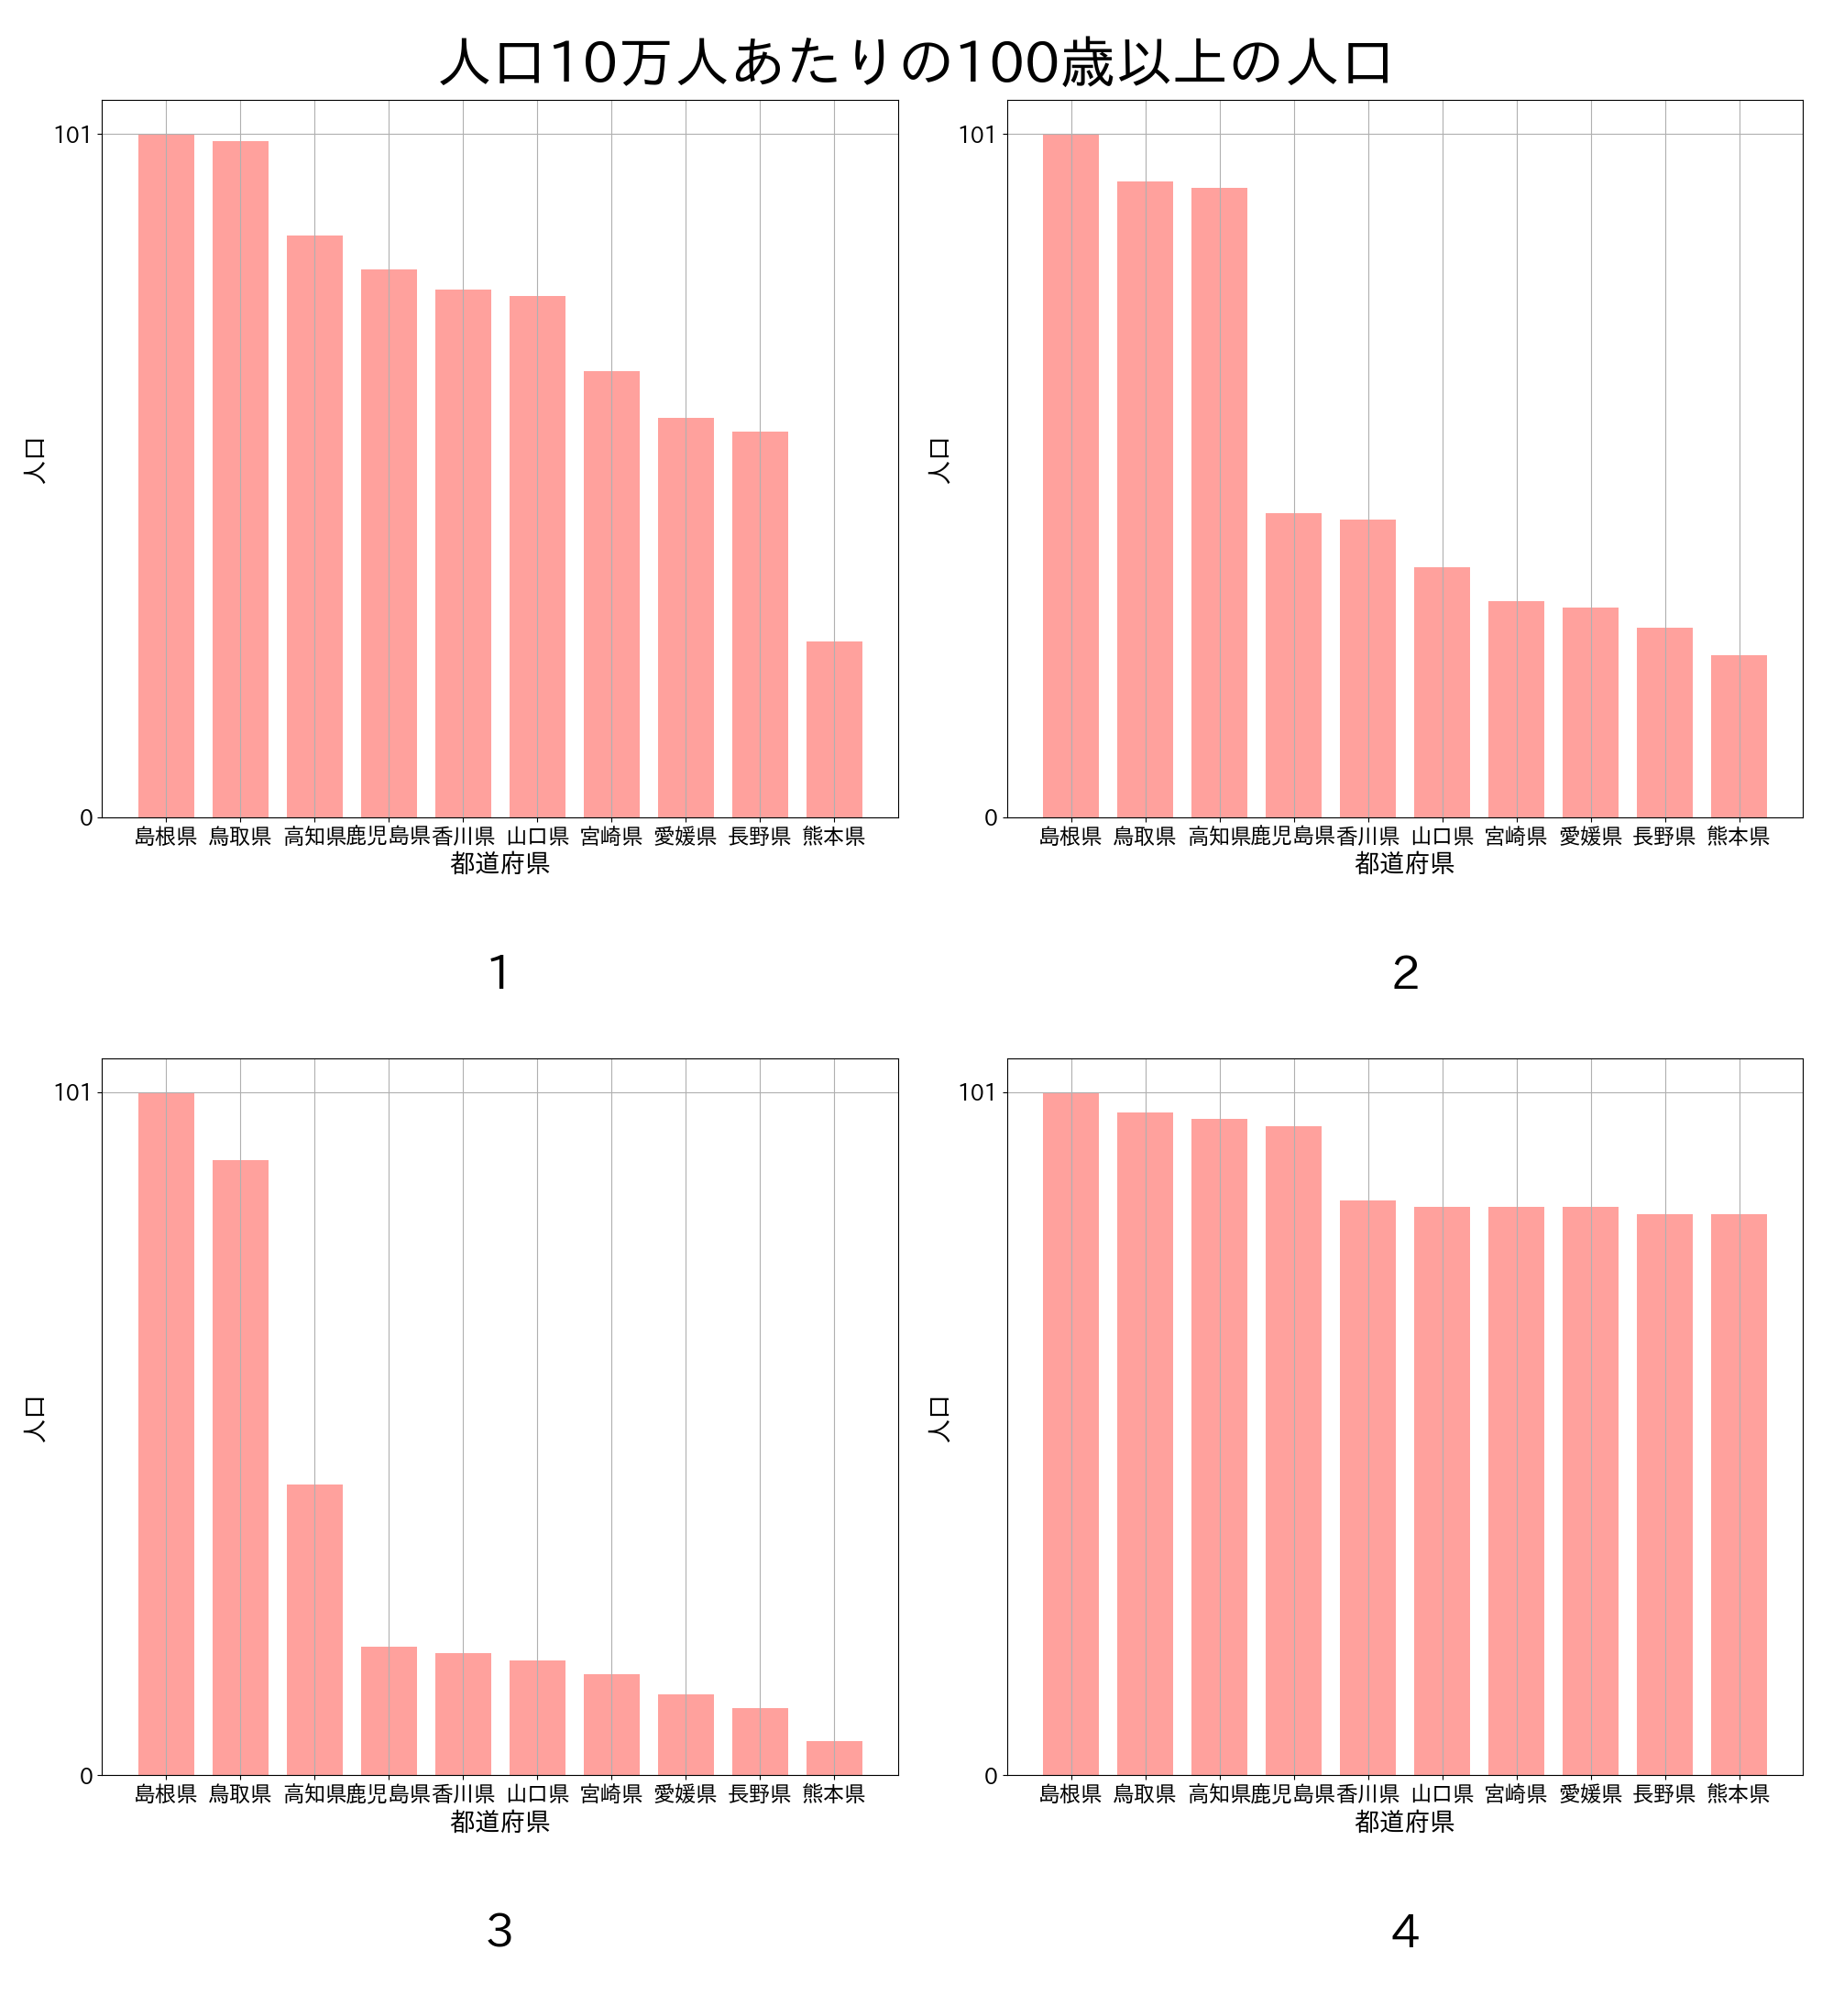 人口10万人あたりの100歳以上の人口
人口
101
0
島根県 鳥取県 高知県 鹿児島県 香川県 山口県 宮崎県 愛媛県 長野県 熊本県
都道府県
1
人口
101
0
島根県 鳥取県 高知県 鹿児島県 香川県 山口県 宮崎県 愛媛県 長野県 熊本県
都道府県
2
人口
101
0
島根県 鳥取県 高知県 鹿児島県 香川県 山口県 宮崎県 愛媛県 長野県 熊本県
都道府県
3
人口
101
0
島根県 鳥取県 高知県 鹿児島県 香川県 山口県 宮崎県 愛媛県 長野県 熊本県
都道府県
4